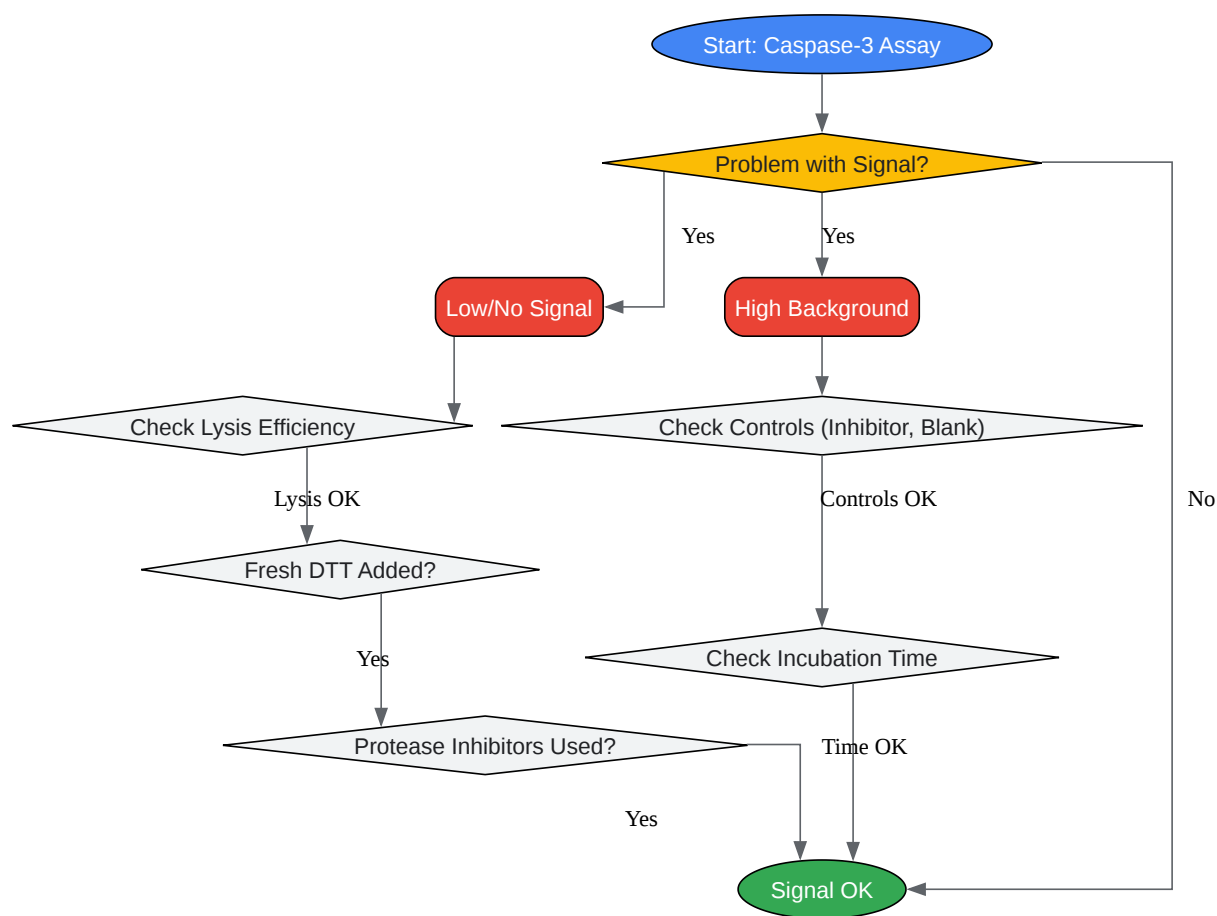 Start: Caspase-3 Assay
Problem with Signal?
Yes
Yes
Low/No Signal
High Background
Check Lysis Efficiency
Check Controls (Inhibitor, Blank)
Lysis OK
Controls OK
No
Fresh DTT Added?
Yes
Check Incubation Time
Protease Inhibitors Used?
Time OK
Yes
Signal OK